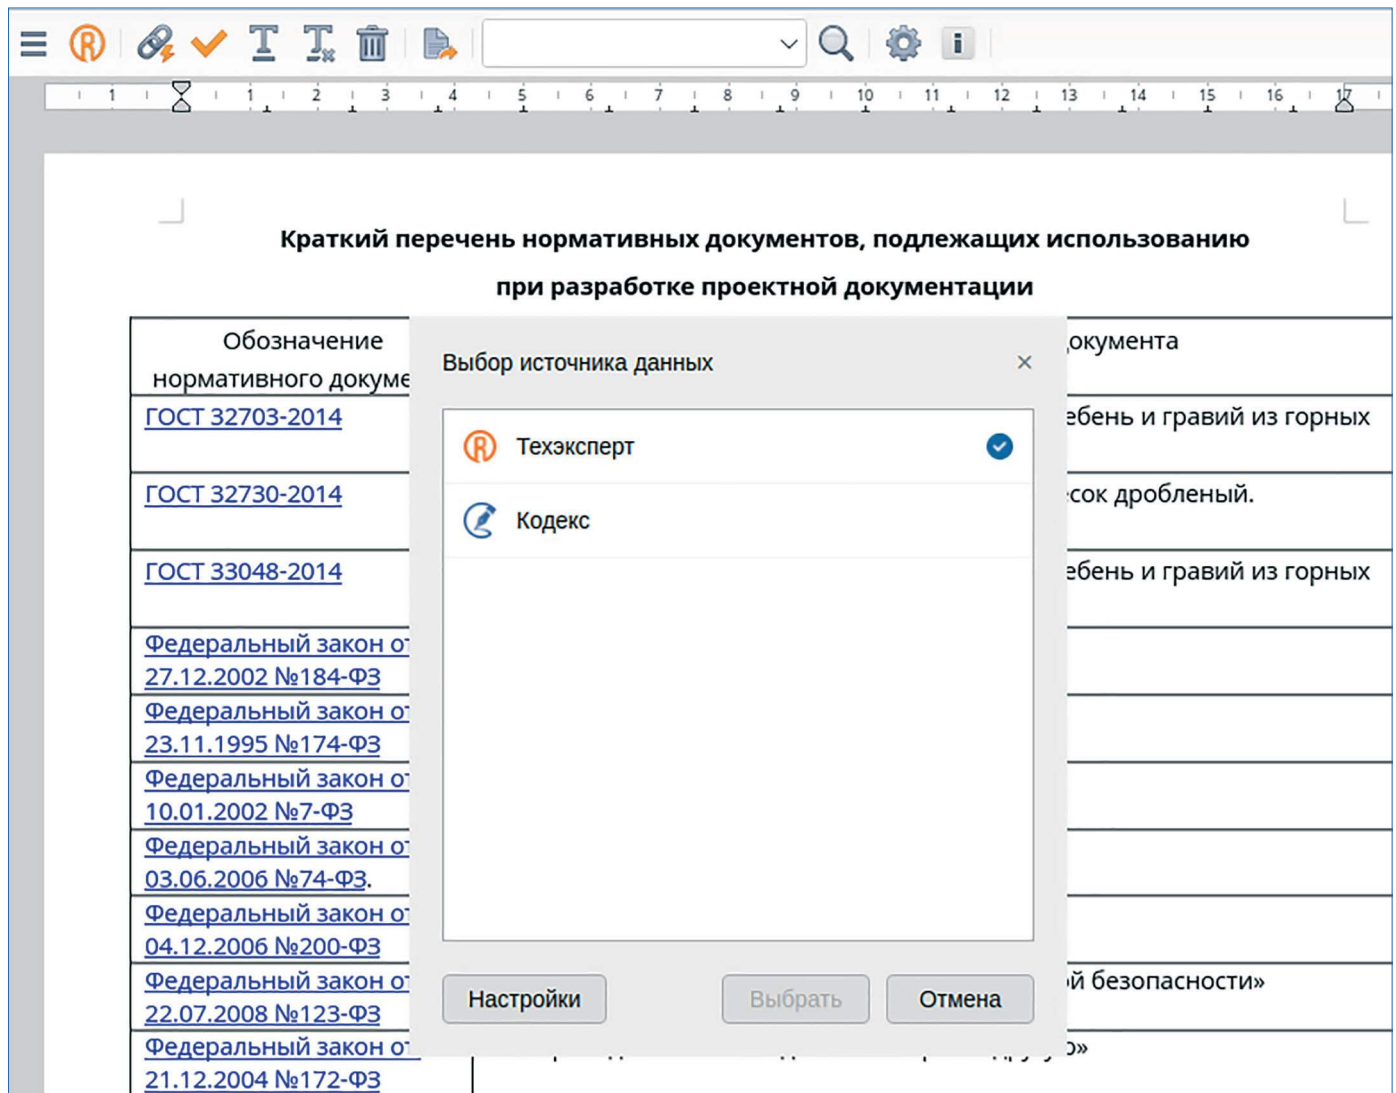 1 1 2 3 4 5 6 7 8 9 10 11 12 13 14 15 16 17
Краткий перечень нормативных документов, подлежащих использованию
при разработке проектной документации
Обозначение
нормативного докуме
окумента
ГОСТ 32703-2014
ебень и гравий из горных
ГОСТ 32730-2014
сок дробленый.
ГОСТ 33048-2014
ебень и гравий из горных
Федеральный закон от
27.12.2002 №184-ФЗ
Федеральный закон от
23.11.1995 №174-ФЗ
Федеральный закон от
10.01.2002 №7-ФЗ
Федеральный закон от
03.06.2006 №74-ФЗ.
Федеральный закон от
04.12.2006 №200-ФЗ
Федеральный закон от
22.07.2008 №123-ФЗ
й безопасности»
Федеральный закон от
21.12.2004 №172-ФЗ
Выбор источника данных
Техэксперт
Кодекс
Настройки
Выбрать
Отмена